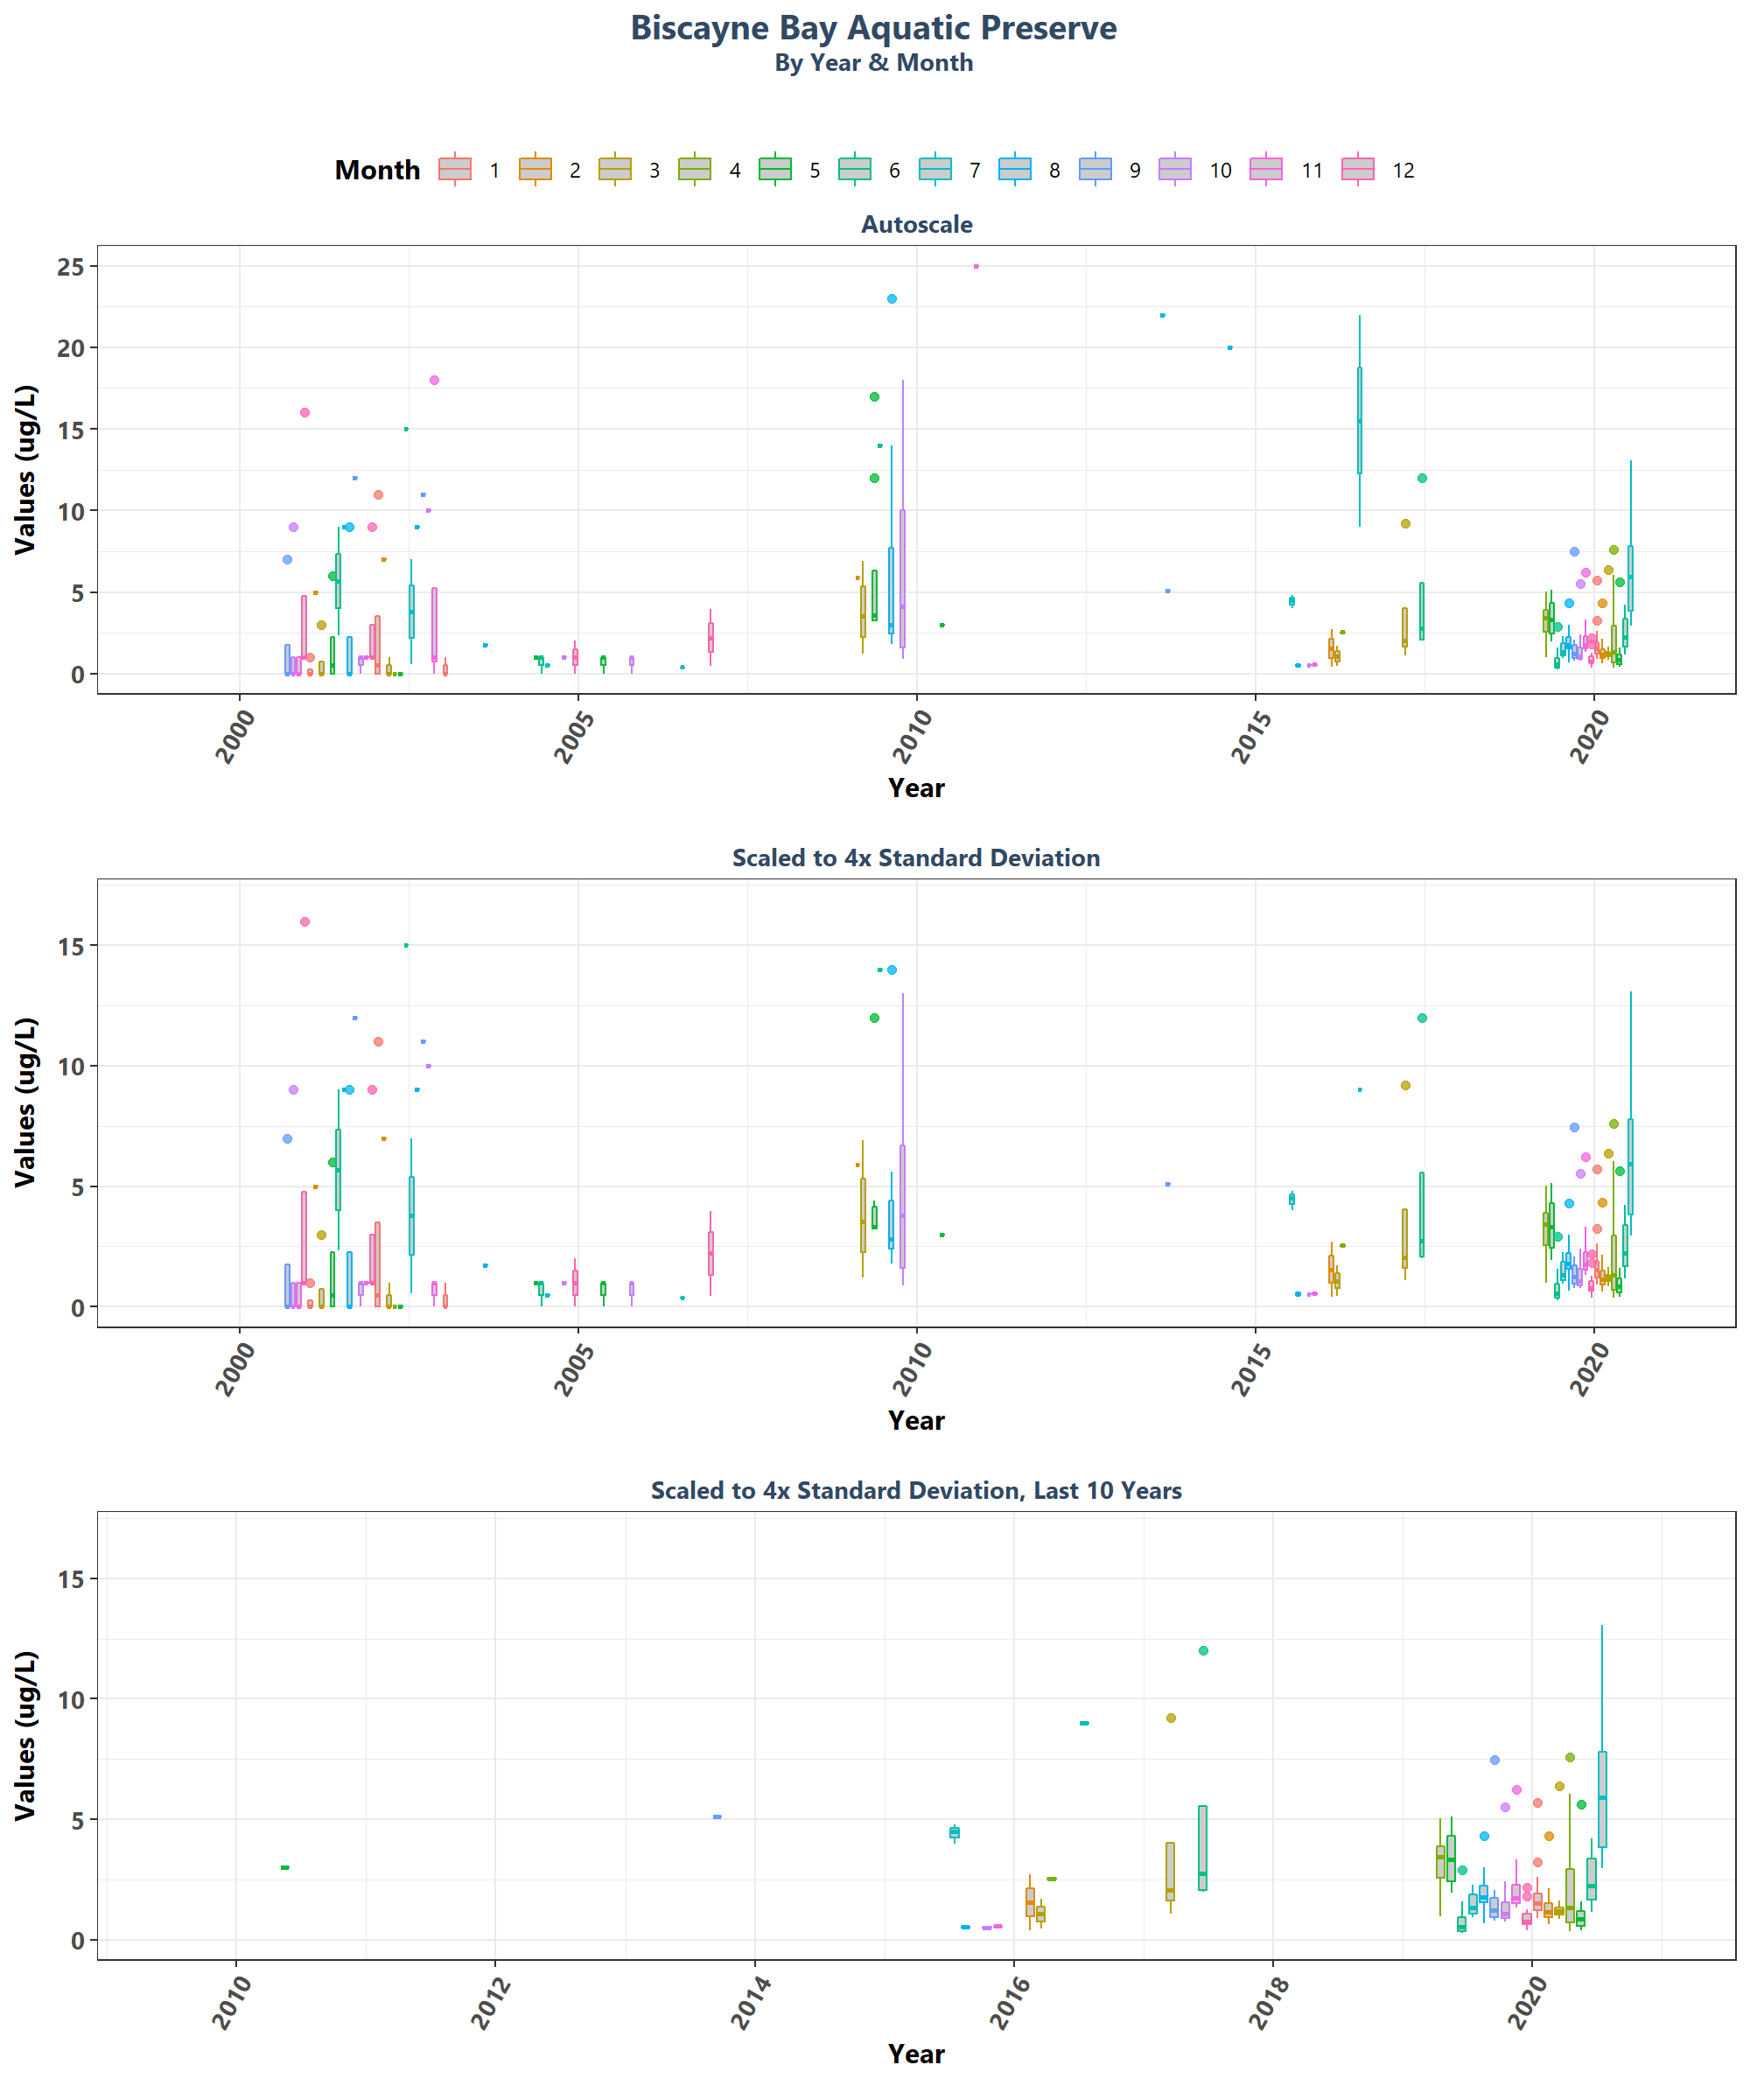 Biscayne Bay Aquatic Preserve
By Year & Month
Month 1 2 3 4 5 6 7 8 9 10 11 12
Autoscale
Values (ug/L)
25
20
15
10
5
0
2000 2005 2010 2015 2020
Year
Scaled to 4x Standard Deviation
Values (ug/L)
15
10
5
0
2000 2005 2010 2015 2020
Year
Scaled to 4x Standard Deviation, Last 10 Years
Values (ug/L)
15
10
5
0
2010 2012 2014 2016 2018 2020
Year